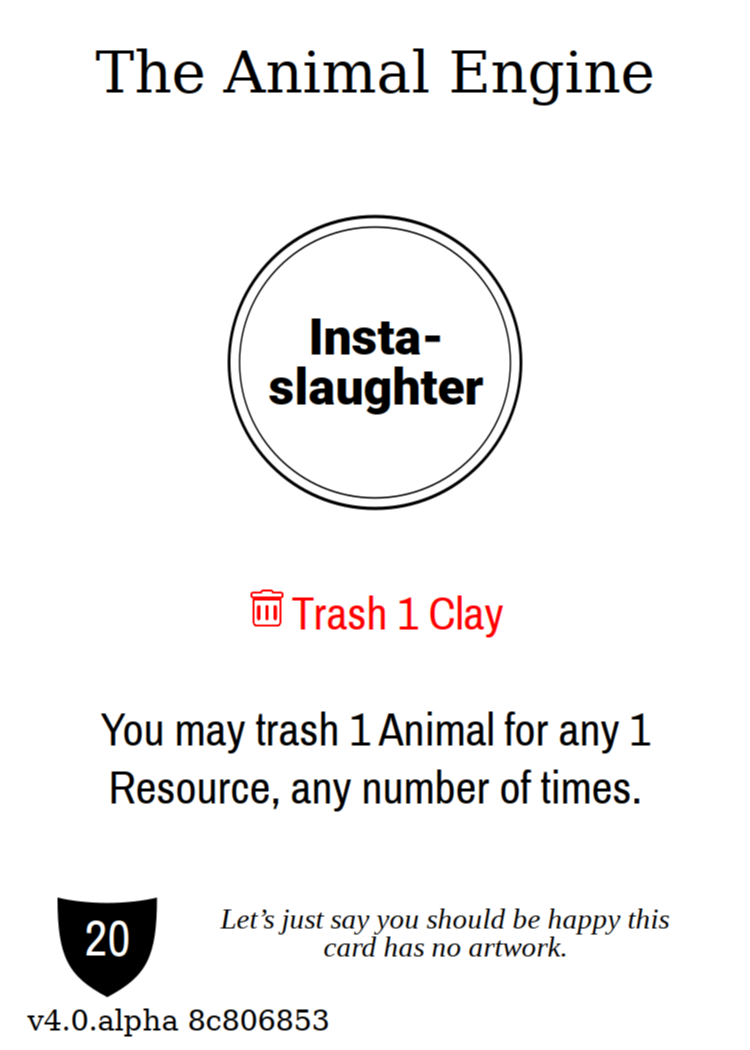 The Animal Engine
Insta-
slaughter
Trash 1 Clay
You may trash 1 Animal for any 1
Resource, any number of times.
20
Let’s just say you should be happy this
card has no artwork.
v4.0.alpha 8c806853